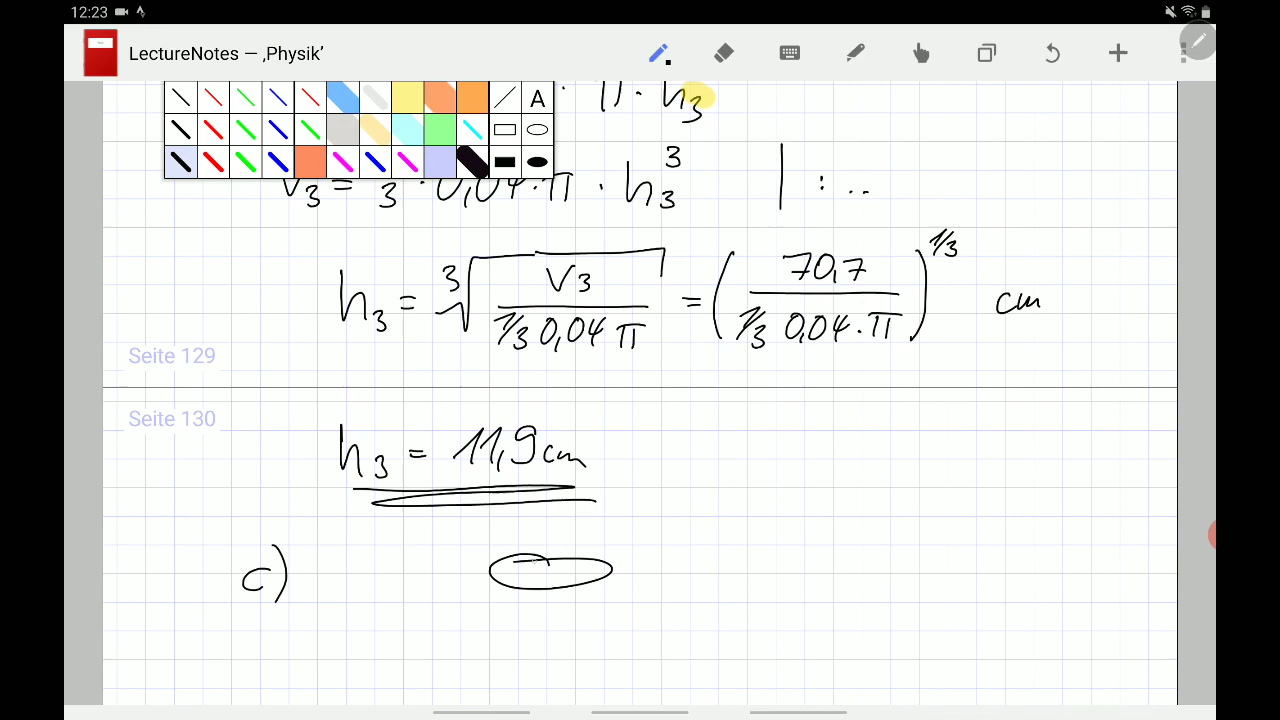 12:23
LectureNotes — ‚Physik’
A
· π · h₃
V₃ = 3 · 0,04 · π · h₃³ | : ..
h₃ = ³√(V₃ / (1/3 0,04 π)) = (70,7 / (1/3 0,04 · π))^(1/3) cm
Seite 129
Seite 130
h₃ = 11,9 cm
c)